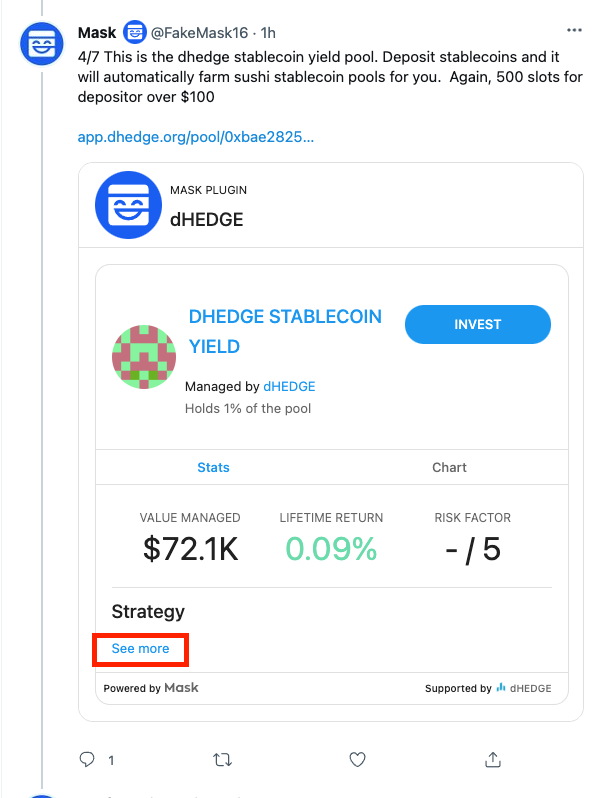 Mask @FakeMask16 · 1h
4/7 This is the dhedge stablecoin yield pool. Deposit stablecoins and it
will automatically farm sushi stablecoin pools for you.  Again, 500 slots for
depositor over $100
app.dhedge.org/pool/0xbae2825...
MASK PLUGIN
dHEDGE
DHEDGE STABLECOIN
YIELD
INVEST
Managed by dHEDGE
Holds 1% of the pool
Stats
Chart
VALUE MANAGED
LIFETIME RETURN
RISK FACTOR
$72.1K
0.09%
- / 5
Strategy
See more
Powered by Mask
Supported by dHEDGE
1